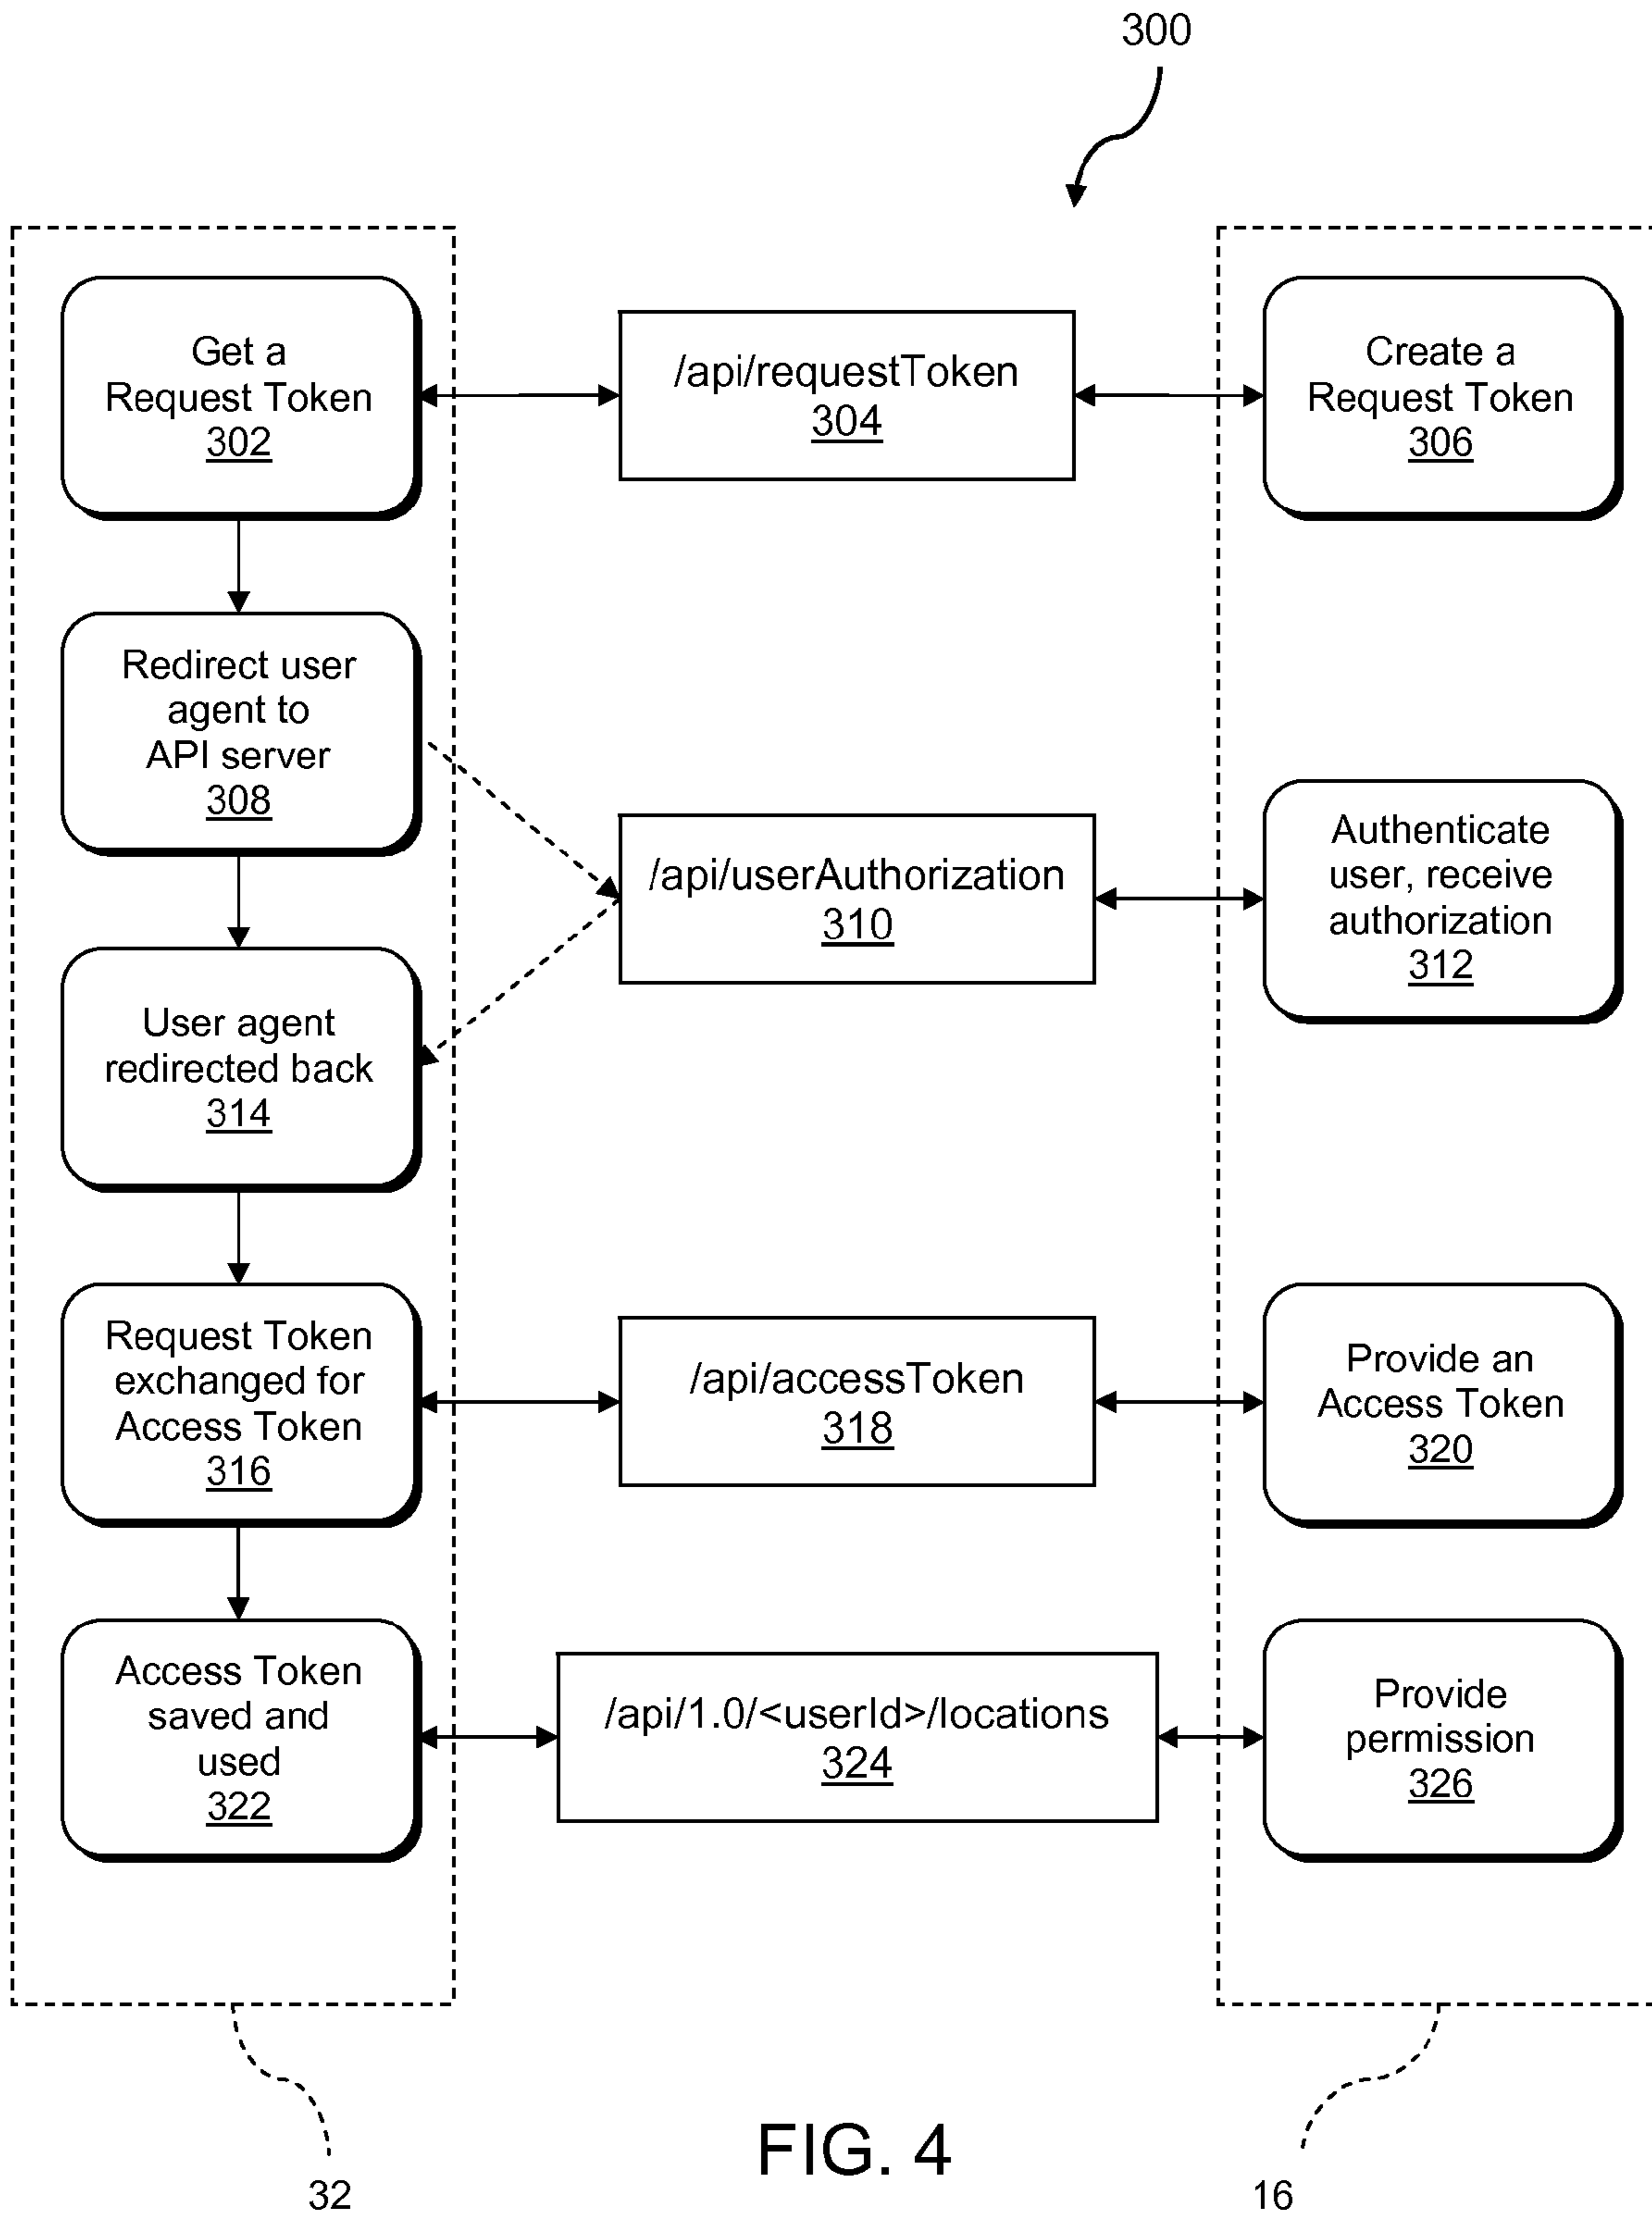 300
Get a
Request Token
302
/api/requestToken
304
Create a
Request Token
306
Redirect user
agent to
API server
308
/api/userAuthorization
310
Authenticate
user, receive
authorization
312
User agent
redirected back
314
Request Token
exchanged for
Access Token
316
/api/accessToken
318
Provide an
Access Token
320
Access Token
saved and
used
322
/api/1.0/<userId>/locations
324
Provide
permission
326
32
FIG. 4
16